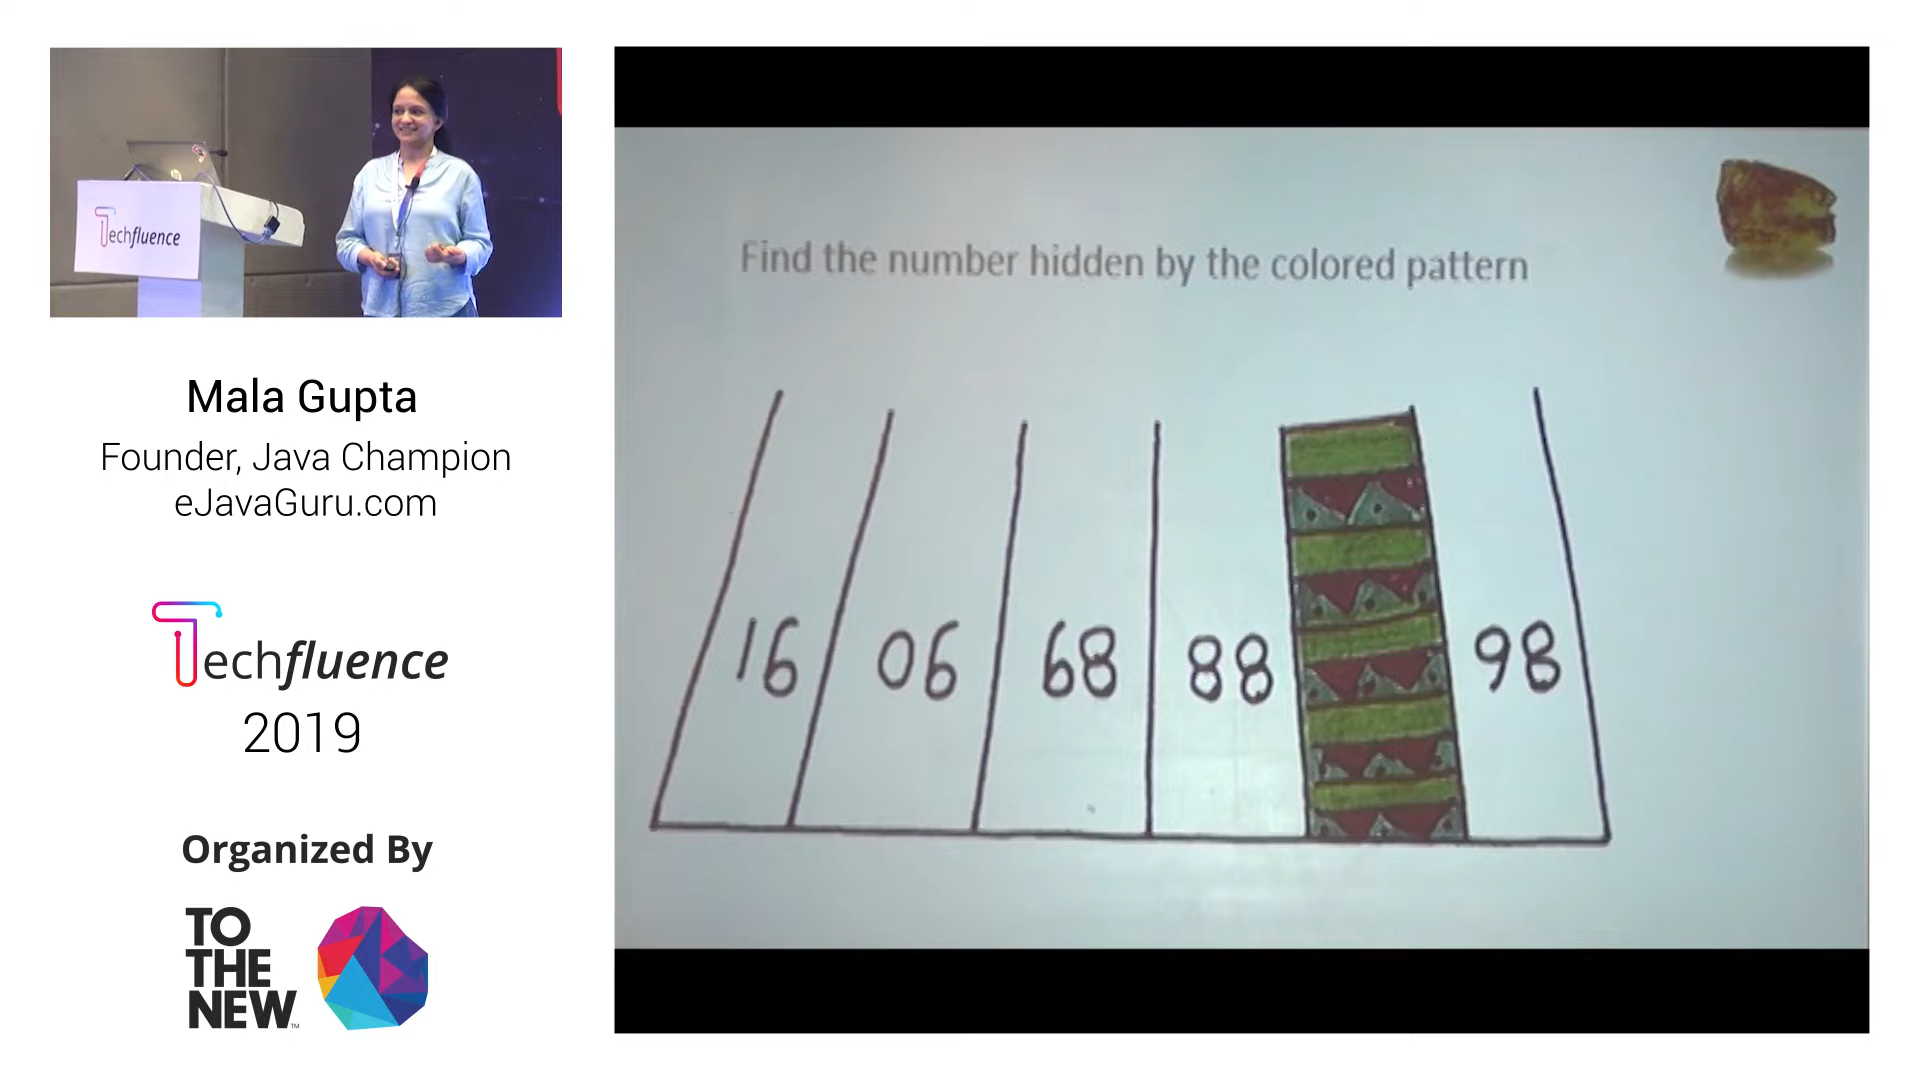 Techfluence
Mala Gupta
Founder, Java Champion
eJavaGuru.com
Techfluence
2019
Organized By
TO
THE
NEW™
Find the number hidden by the colored pattern
16 06 68 88 98